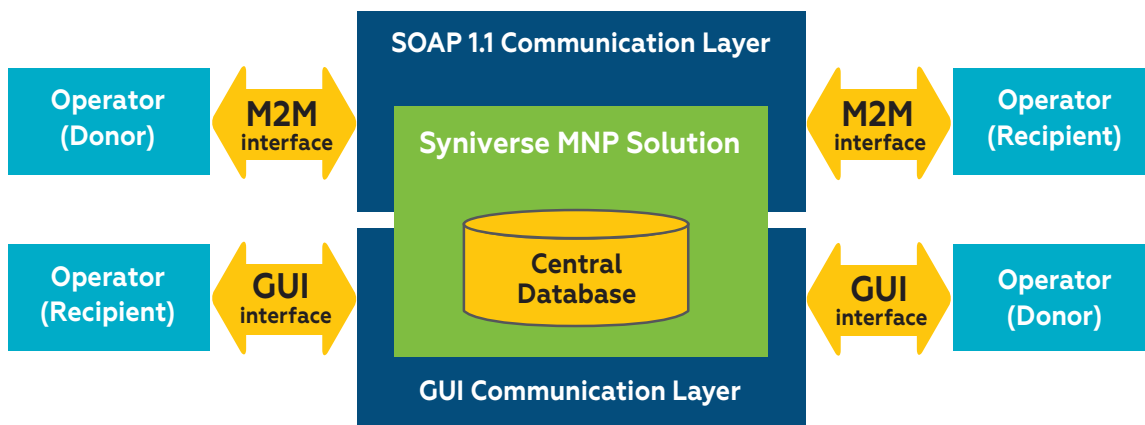 SOAP 1.1 Communication Layer
Operator
(Donor)
M2M
interface
Syniverse MNP Solution
M2M
interface
Operator
(Recipient)
Operator
(Recipient)
GUI
interface
Central
Database
GUI
interface
Operator
(Donor)
GUI Communication Layer